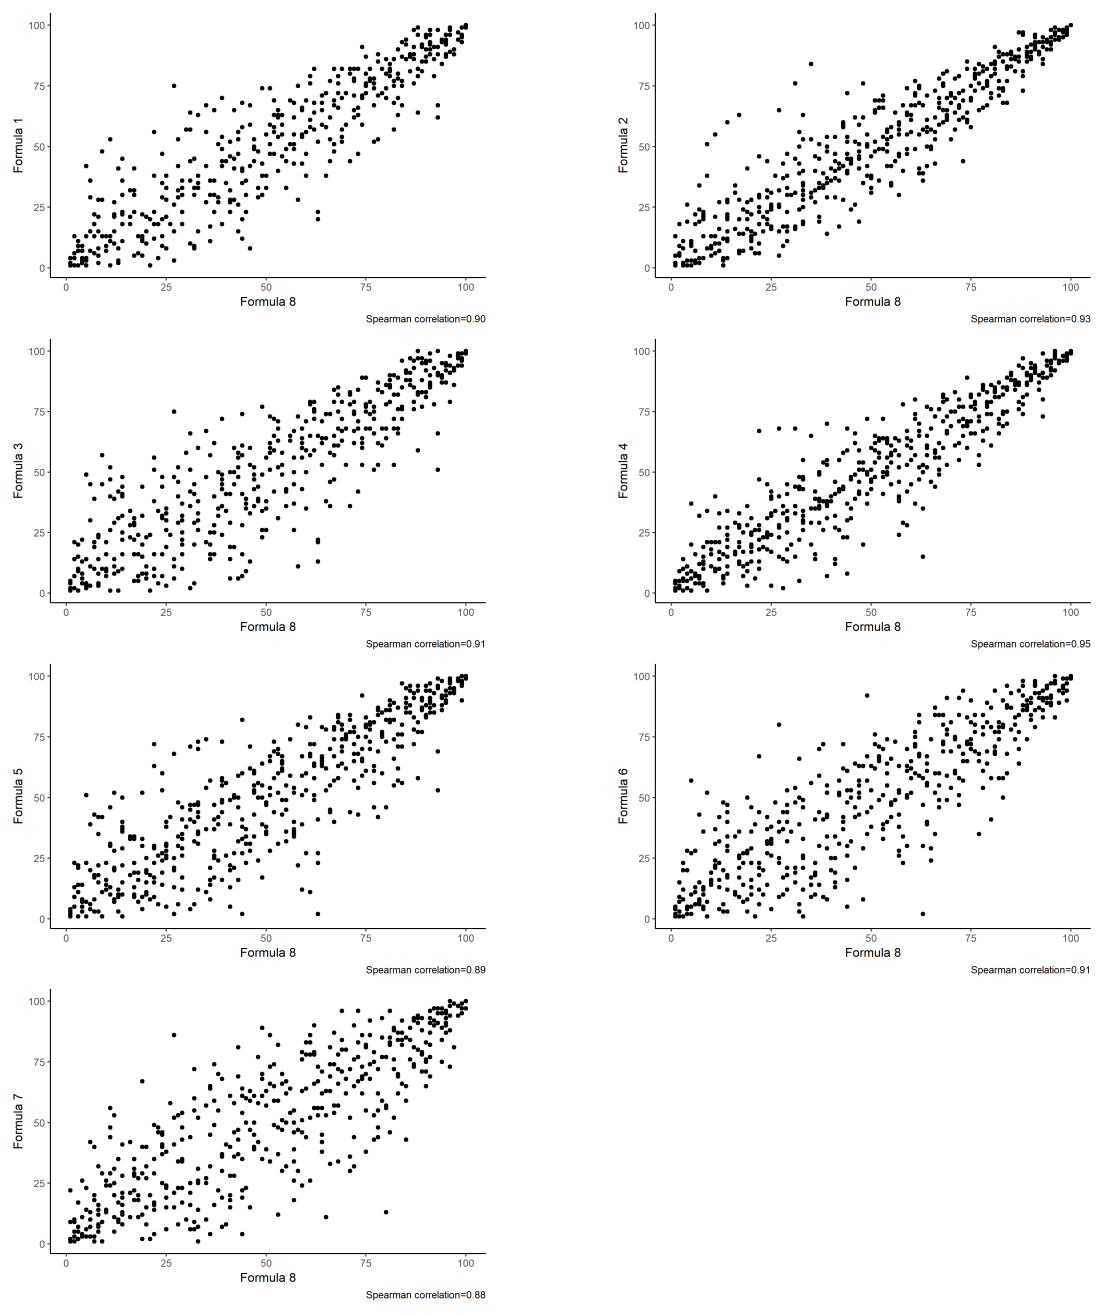 100
75
50
25
0
Formula 1
0 25 50 75 100
Formula 8
Spearman correlation=0.90
100
75
50
25
0
Formula 2
0 25 50 75 100
Formula 8
Spearman correlation=0.93
100
75
50
25
0
Formula 3
0 25 50 75 100
Formula 8
Spearman correlation=0.91
100
75
50
25
0
Formula 4
0 25 50 75 100
Formula 8
Spearman correlation=0.95
100
75
50
25
0
Formula 5
0 25 50 75 100
Formula 8
Spearman correlation=0.89
100
75
50
25
0
Formula 6
0 25 50 75 100
Formula 8
Spearman correlation=0.91
100
75
50
25
0
Formula 7
0 25 50 75 100
Formula 8
Spearman correlation=0.88